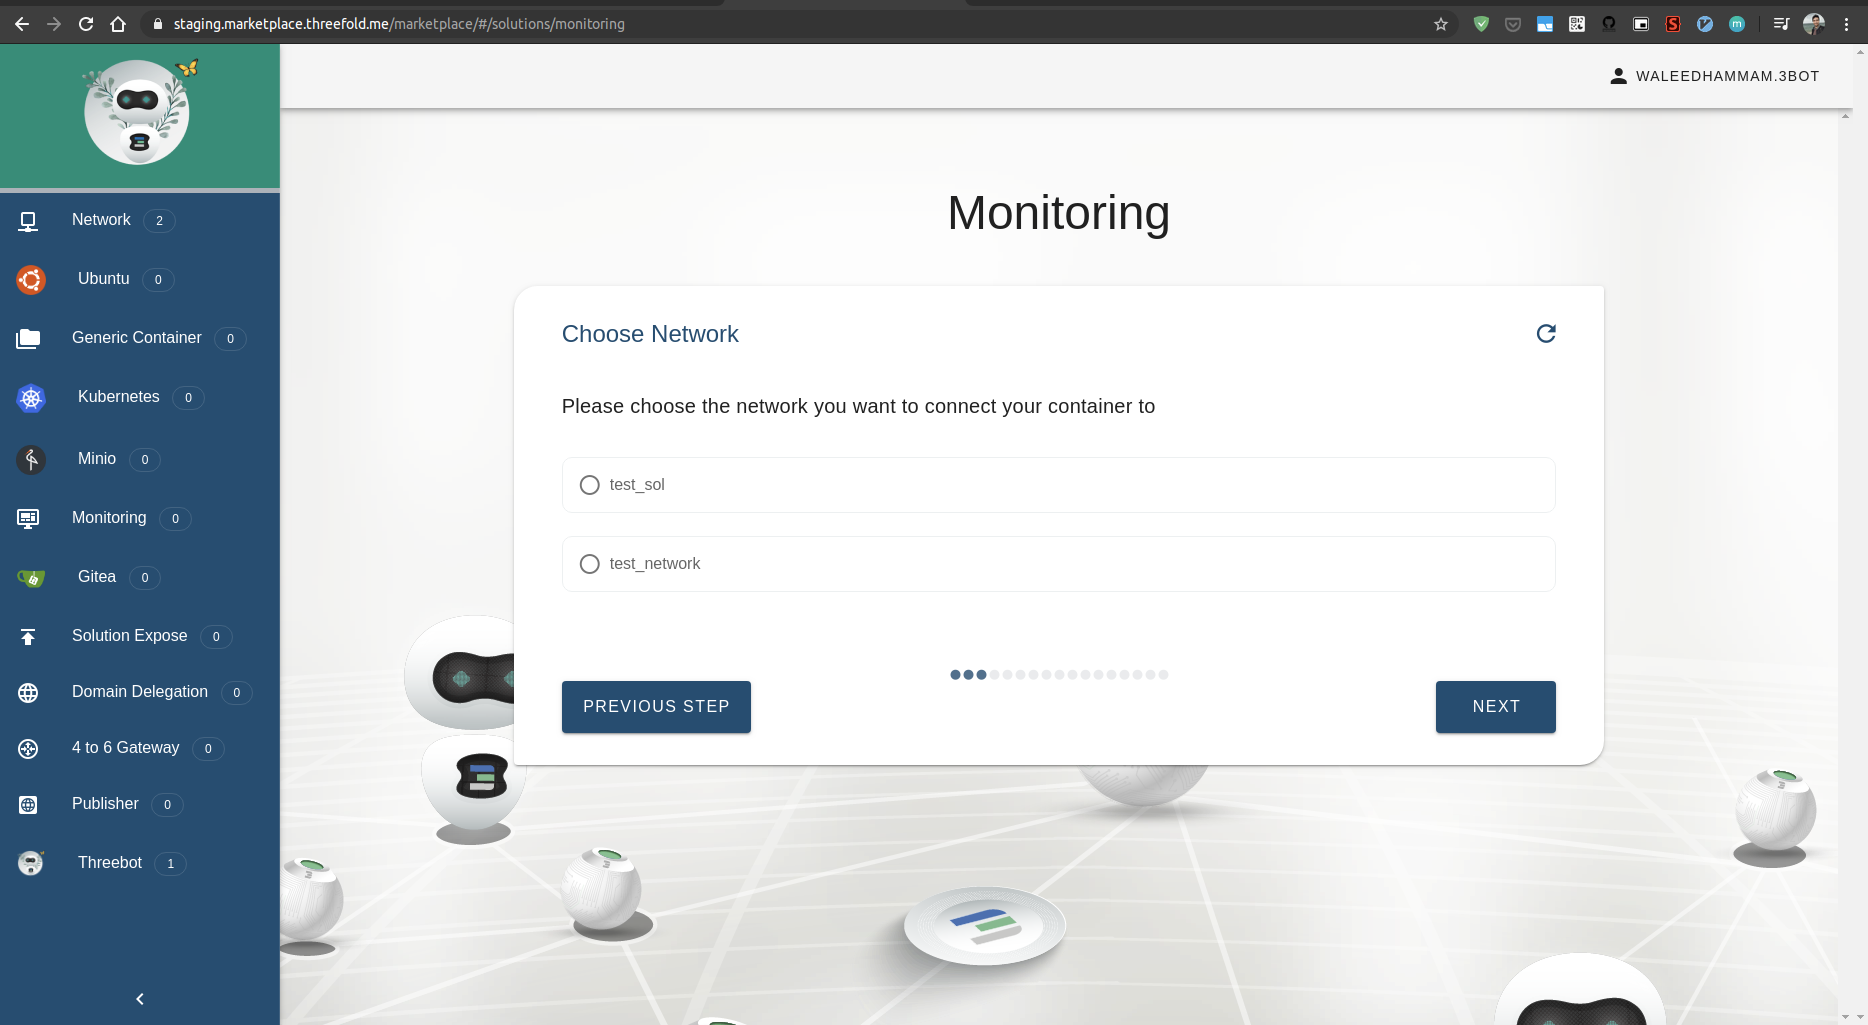 staging.marketplace.threefold.me/marketplace/#/solutions/monitoring
WALEEDHAMMAM.3BOT
Network 2
Ubuntu 0
Generic Container 0
Kubernetes 0
Minio 0
Monitoring 0
Gitea 0
Solution Expose 0
Domain Delegation 0
4 to 6 Gateway 0
Publisher 0
Threebot 1
Monitoring
Choose Network
Please choose the network you want to connect your container to
test_sol
test_network
PREVIOUS STEP
NEXT